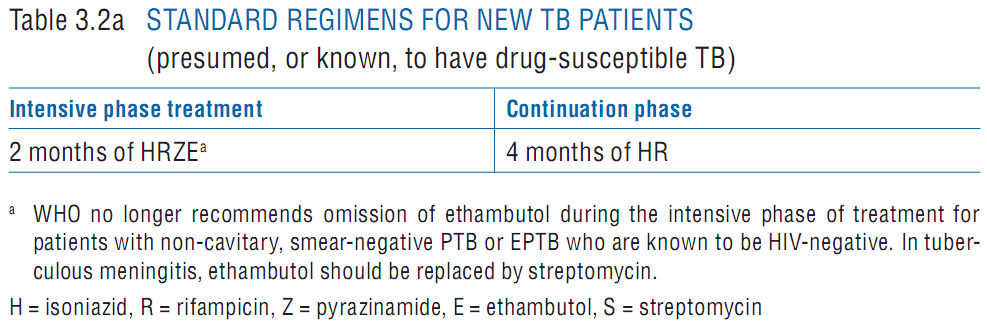 Table 3.2a STANDARD REGIMENS FOR NEW TB PATIENTS
(presumed, or known, to have drug-susceptible TB)
Intensive phase treatment Continuation phase
2 months of HRZEa 4 months of HR
a WHO no longer recommends omission of ethambutol during the intensive phase of treatment for
patients with non-cavitary, smear-negative PTB or EPTB who are known to be HIV-negative. In tuber-
culous meningitis, ethambutol should be replaced by streptomycin.
H = isoniazid, R = rifampicin, Z = pyrazinamide, E = ethambutol, S = streptomycin